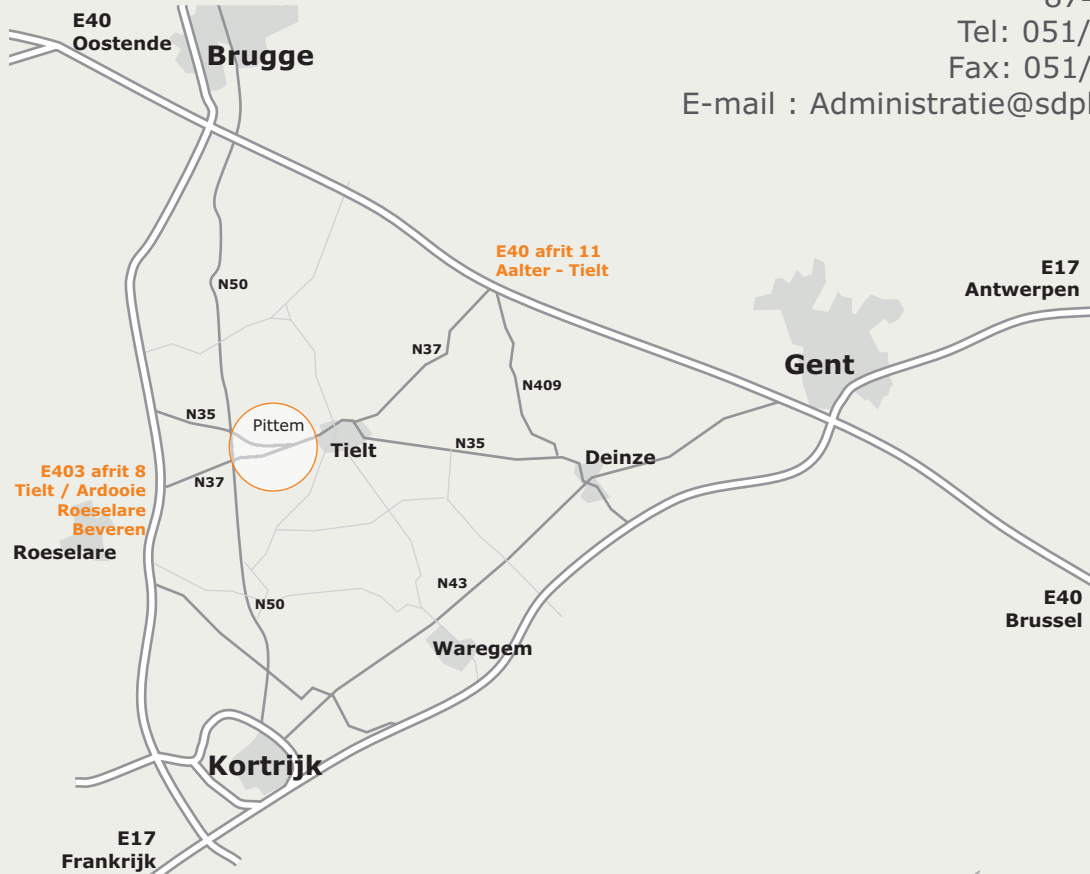 Tel: 051/
Fax: 051/
E-mail : Administratie@sdp
E40
Oostende
Brugge
E40 afrit 11
Aalter - Tielt
E17
Antwerpen
N50
N37
Gent
N409
N35
Pittem
Tielt
N35
Deinze
E403 afrit 8
Tielt / Ardooie
Roeselare
Beveren
N37
Roeselare
N43
N50
E40
Brussel
Waregem
Kortrijk
E17
Frankrijk